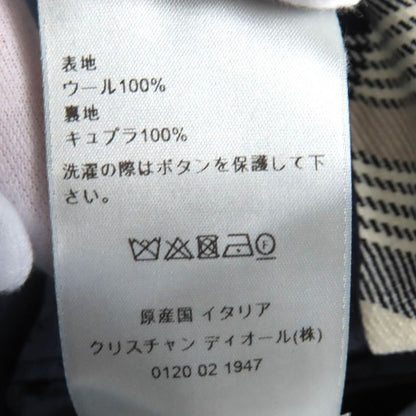 表地
ウール100%
裏地
キュプラ100%
洗濯の際はボタンを保護して下
さい。
F
原産国 イタリア
クリスチャン ディオール(株)
0120 02 1947